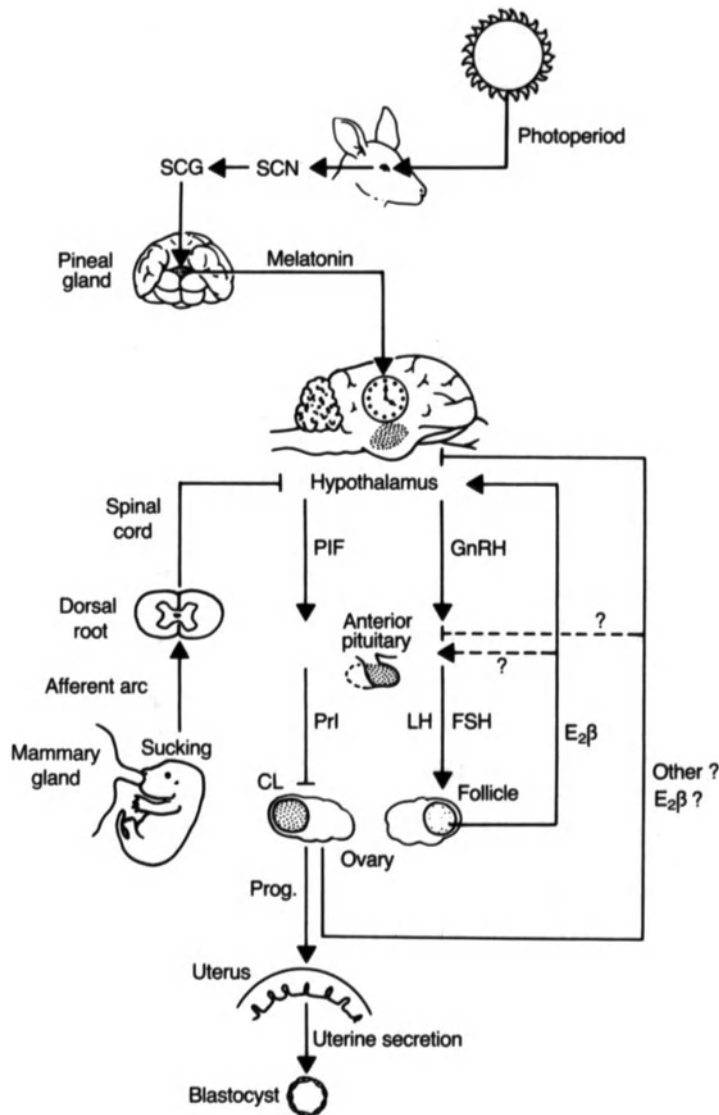 Photoperiod
SCG
SCN
Pineal
gland
Melatonin
Hypothalamus
Spinal
cord
PIF
GnRH
Dorsal
root
Anterior
pituitary
?
?
Afferent arc
Prl
LH
FSH
E₂β
Mammary
gland
Sucking
Other ?
E₂β ?
CL
Follicle
Ovary
Prog.
Uterus
Uterine secretion
Blastocyst